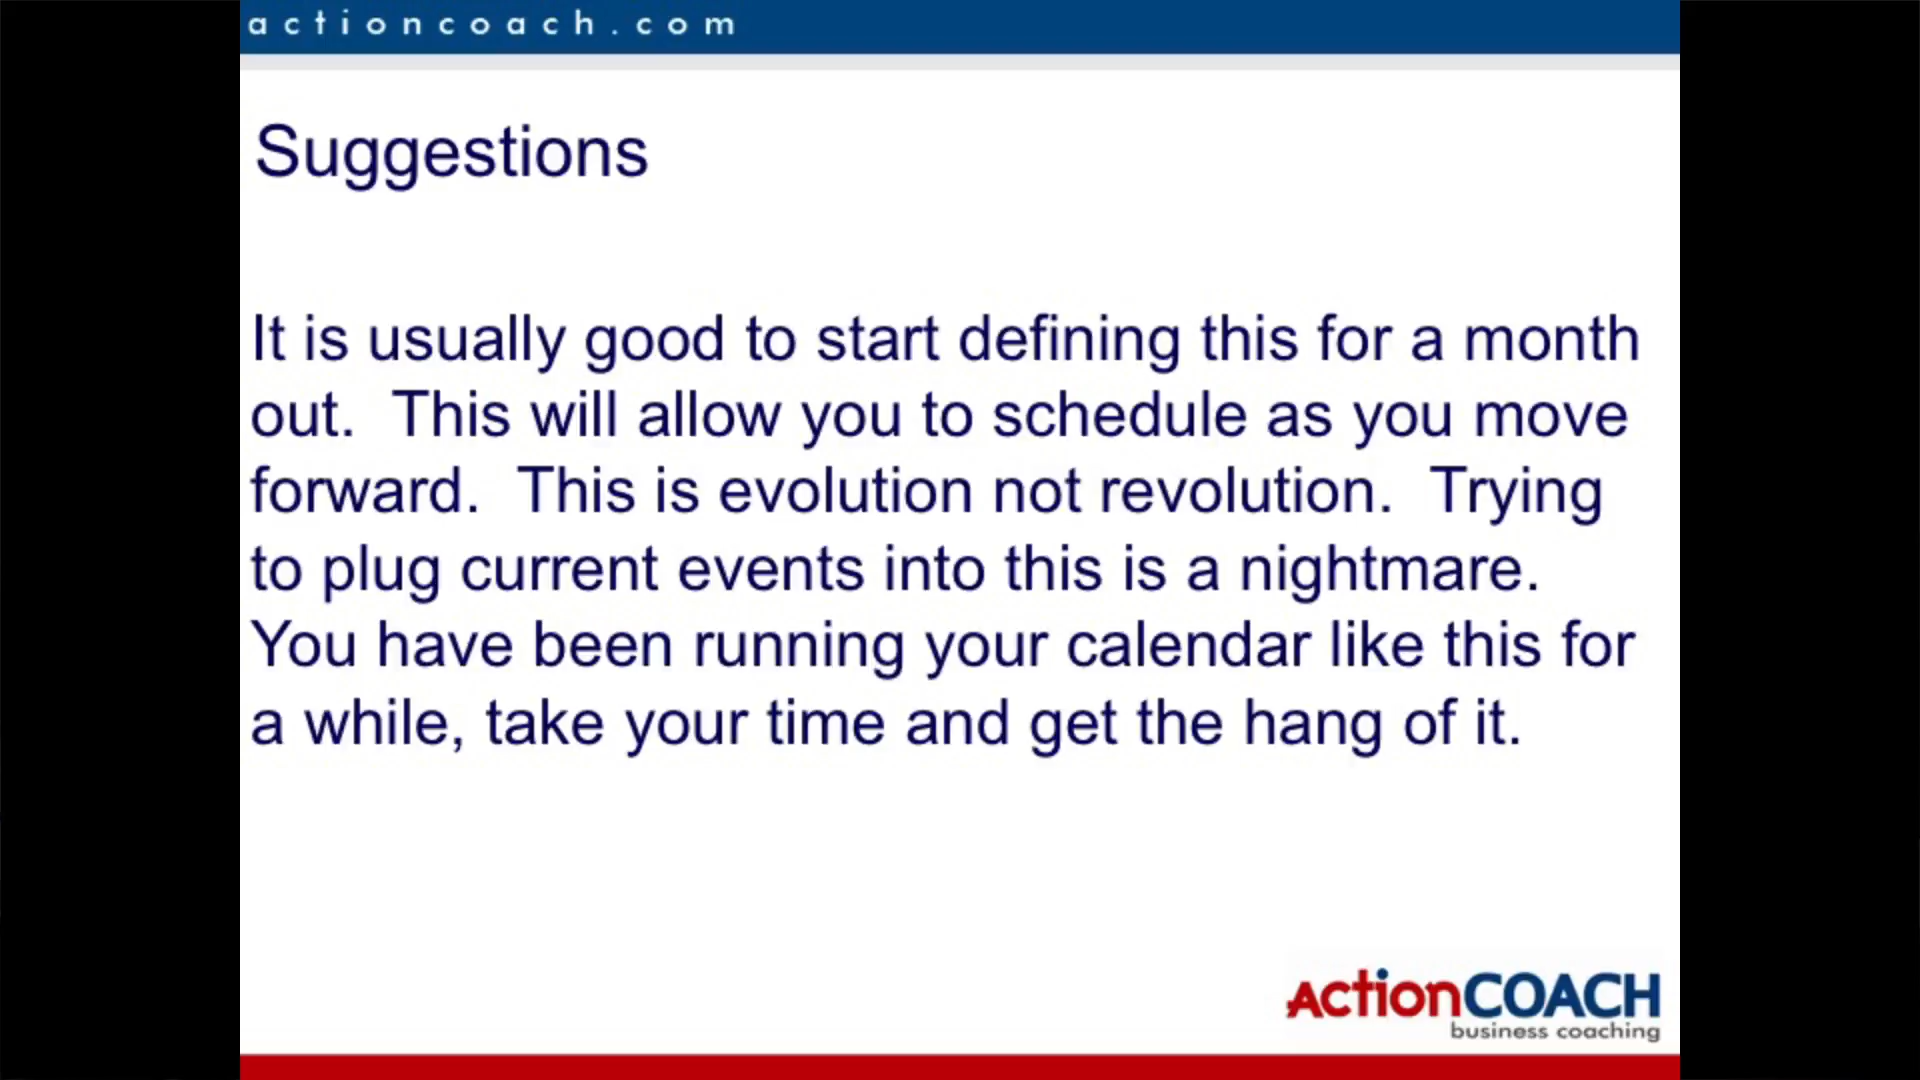 actioncoach.com
Suggestions
It is usually good to start defining this for a month
out.  This will allow you to schedule as you move
forward.  This is evolution not revolution.  Trying
to plug current events into this is a nightmare.
You have been running your calendar like this for
a while, take your time and get the hang of it.
ActionCOACH
business coaching